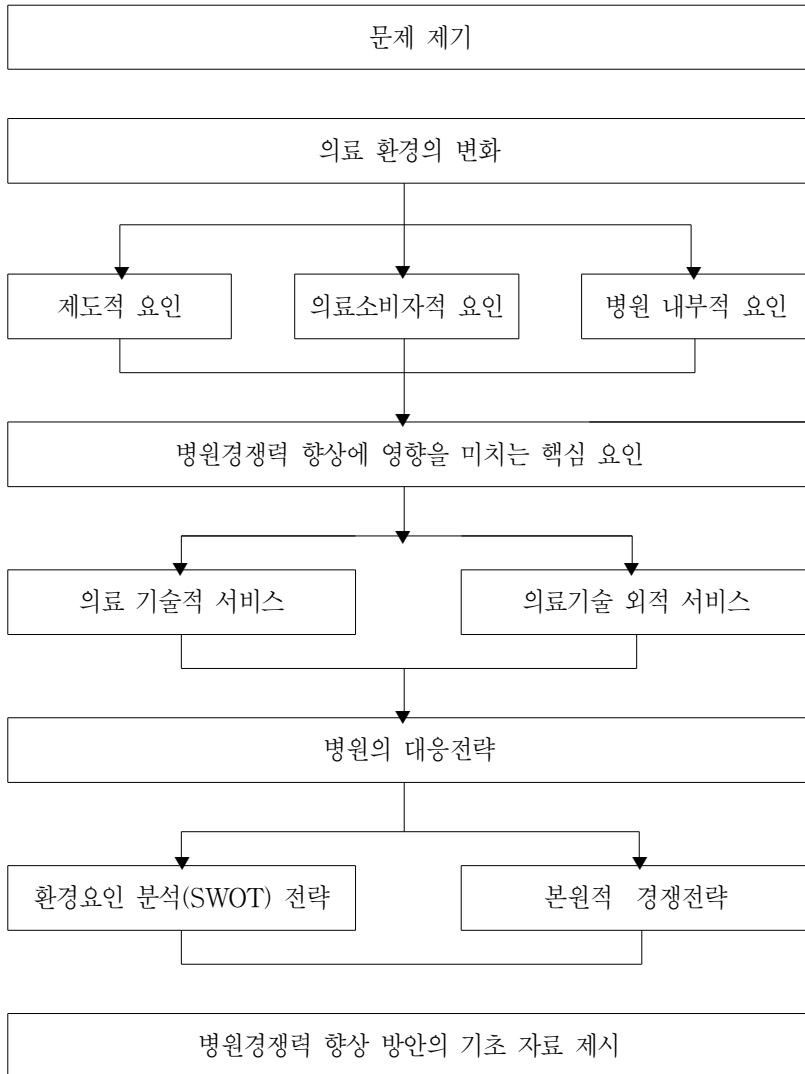 문제 제기
의료 환경의 변화
제도적 요인
의료소비자적 요인
병원 내부적 요인
병원경쟁력 향상에 영향을 미치는 핵심 요인
의료 기술적 서비스
의료기술 외적 서비스
병원의 대응전략
환경요인 분석(SWOT) 전략
본원적 경쟁전략
병원경쟁력 향상 방안의 기초 자료 제시